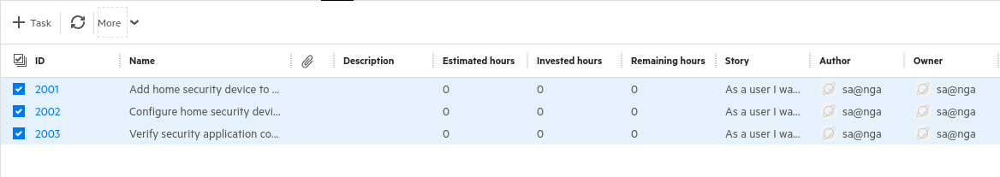 Task More
ID Name Description Estimated hours Invested hours Remaining hours Story Author Owner
2001 Add home security device to ... 0 0 0 As a user I wa... sa@nga sa@nga
2002 Configure home security devi... 0 0 0 As a user I wa... sa@nga sa@nga
2003 Verify security application co... 0 0 0 As a user I wa... sa@nga sa@nga